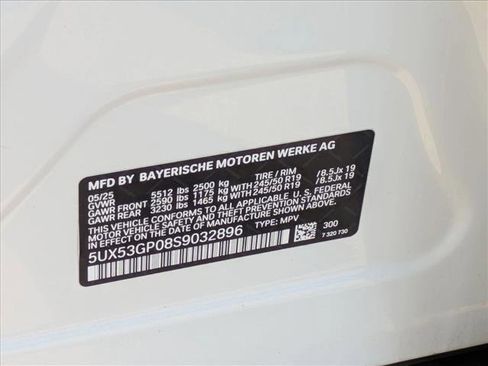 MFD BY BAYERISCHE MOTOREN WERKE AG
05/25 5512 lbs 2500 kg TIRE / RIM
GVWR
GAWR FRONT 2590 lbs 1175 kg WITH 245/50 R19 / 8.5Jx 19
GAWR REAR 3230 lbs 1465 kg WITH 245/50 R19 / 8.5Jx 19
THIS VEHICLE CONFORMS TO ALL APPLICABLE U.S. FEDERAL
MOTOR VEHICLE SAFETY, BUMPER, AND THEFT PREVENTION
STANDARDS IN EFFECT ON THE DATE OF MANUFACTURE SHOWN ABOVE.
5UX53GP08S9032896 TYPE: MPV 300
7 320 730